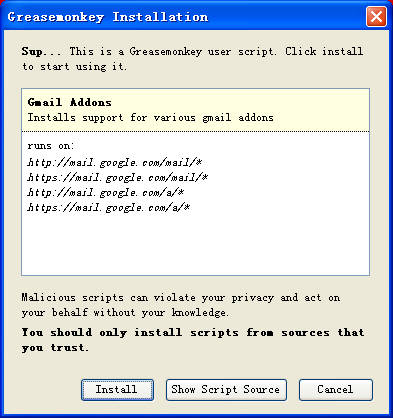 Greasemonkey Installation
Sup... This is a Greasemonkey user script. Click install
to start using it.
Gmail Addons
Installs support for various gmail addons
runs on:
http://mail.google.com/mail/*
https://mail.google.com/mail/*
http://mail.google.com/a/*
https://mail.google.com/a/*
Malicious scripts can violate your privacy and act on
your behalf without your knowledge.
You should only install scripts from sources that
you trust.
Install Show Script Source Cancel